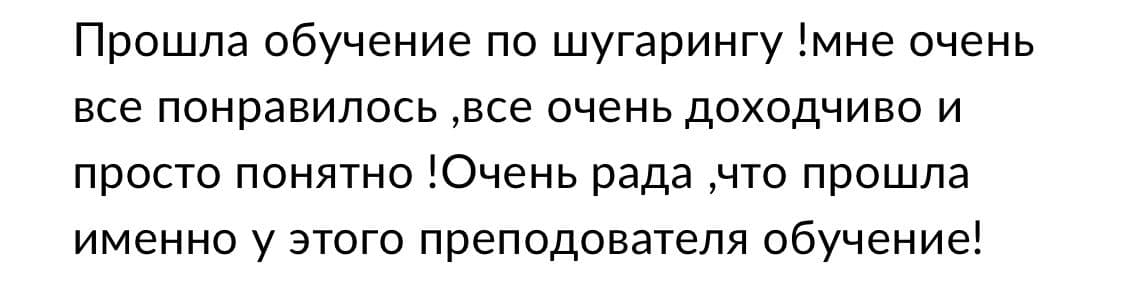 Прошла обучение по шугарингу !мне очень
все понравилось ,все очень доходчиво и
просто понятно !Очень рада ,что прошла
именно у этого преподователя обучение!